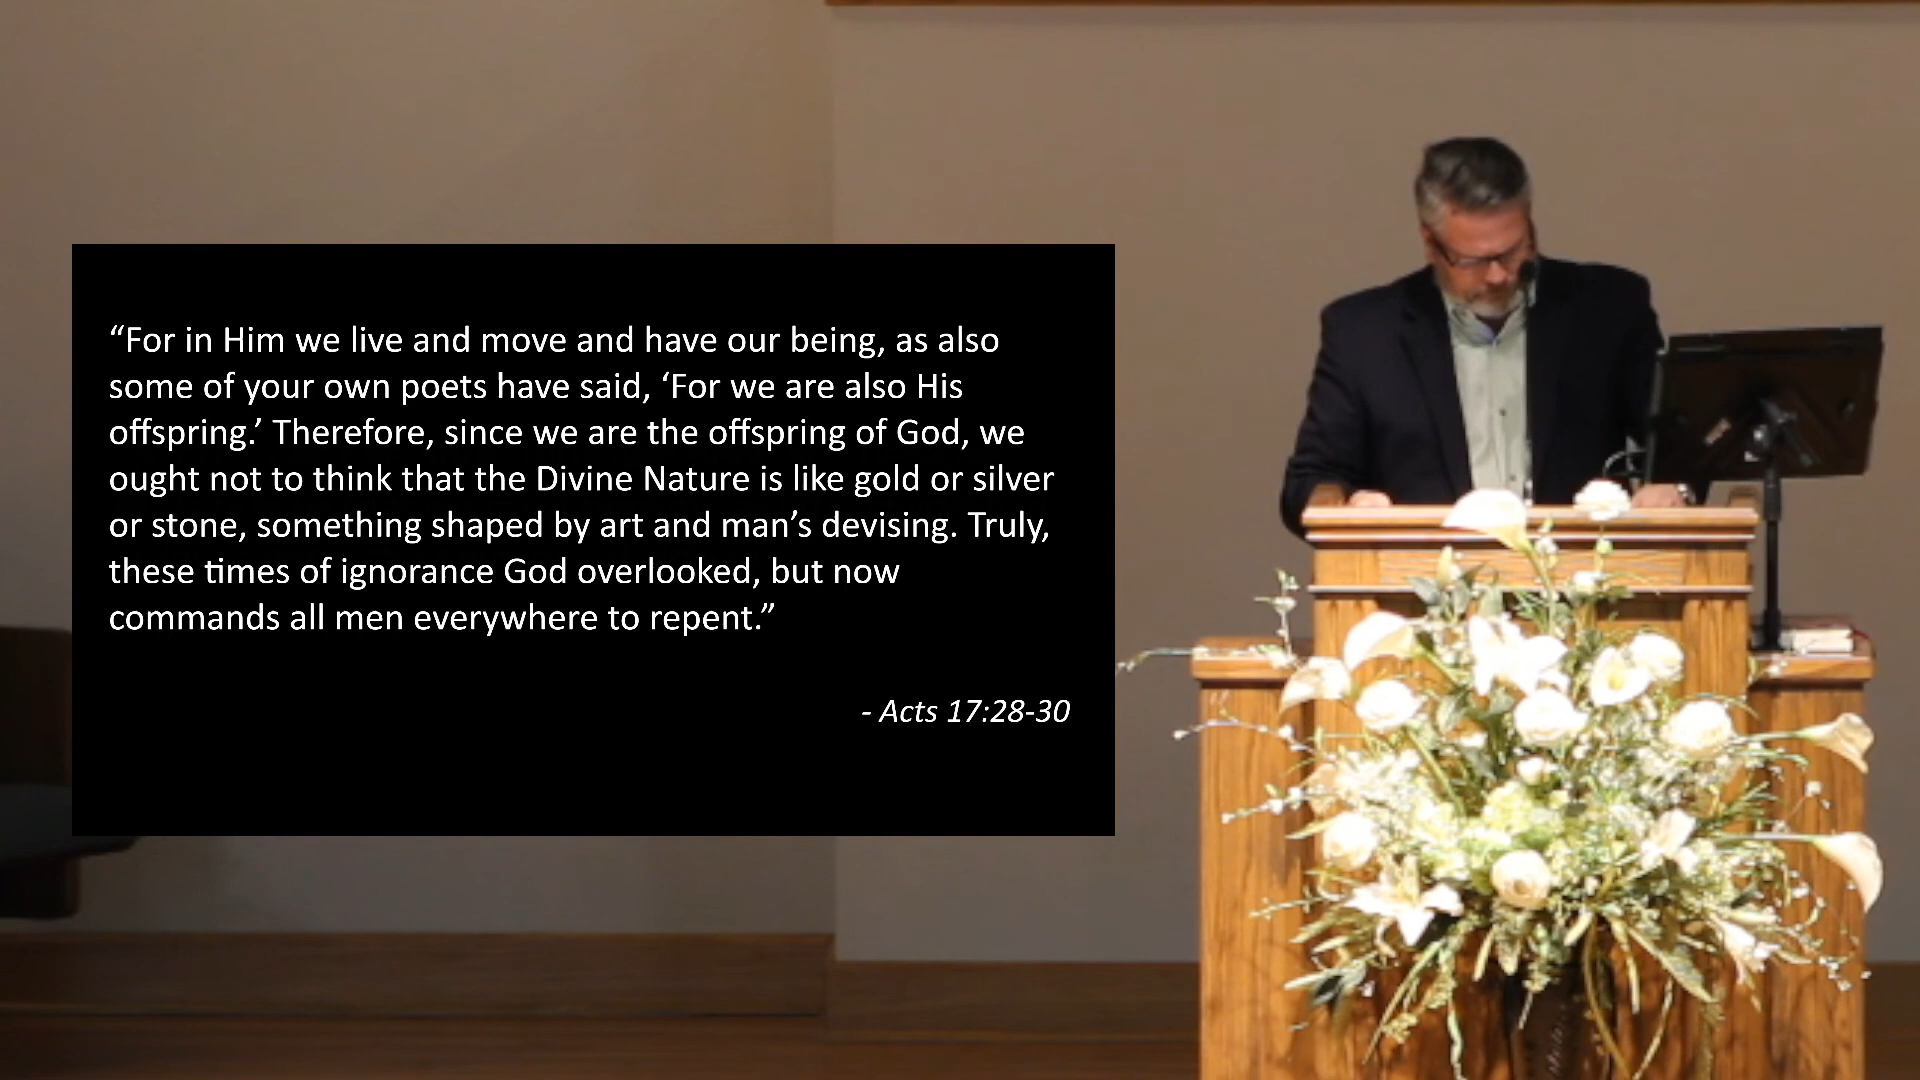 “For in Him we live and move and have our being, as also
some of your own poets have said, ‘For we are also His
offspring.’ Therefore, since we are the offspring of God, we
ought not to think that the Divine Nature is like gold or silver
or stone, something shaped by art and man’s devising. Truly,
these times of ignorance God overlooked, but now
commands all men everywhere to repent.”
- Acts 17:28-30